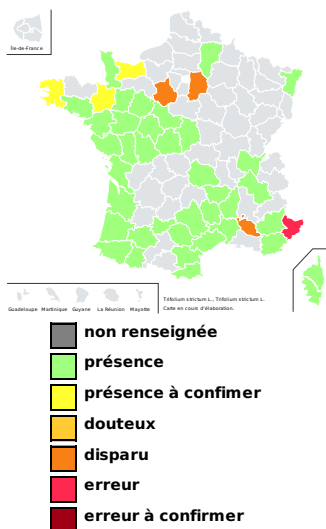 Île-de-France
Guadeloupe Martinique Guyane La Réunion Mayotte
Trifolium strictum L., Trifolium strictum L.
Carte en cours d'élaboration.
non renseignée
présence
présence à confimer
douteux
disparu
erreur
erreur à confirmer